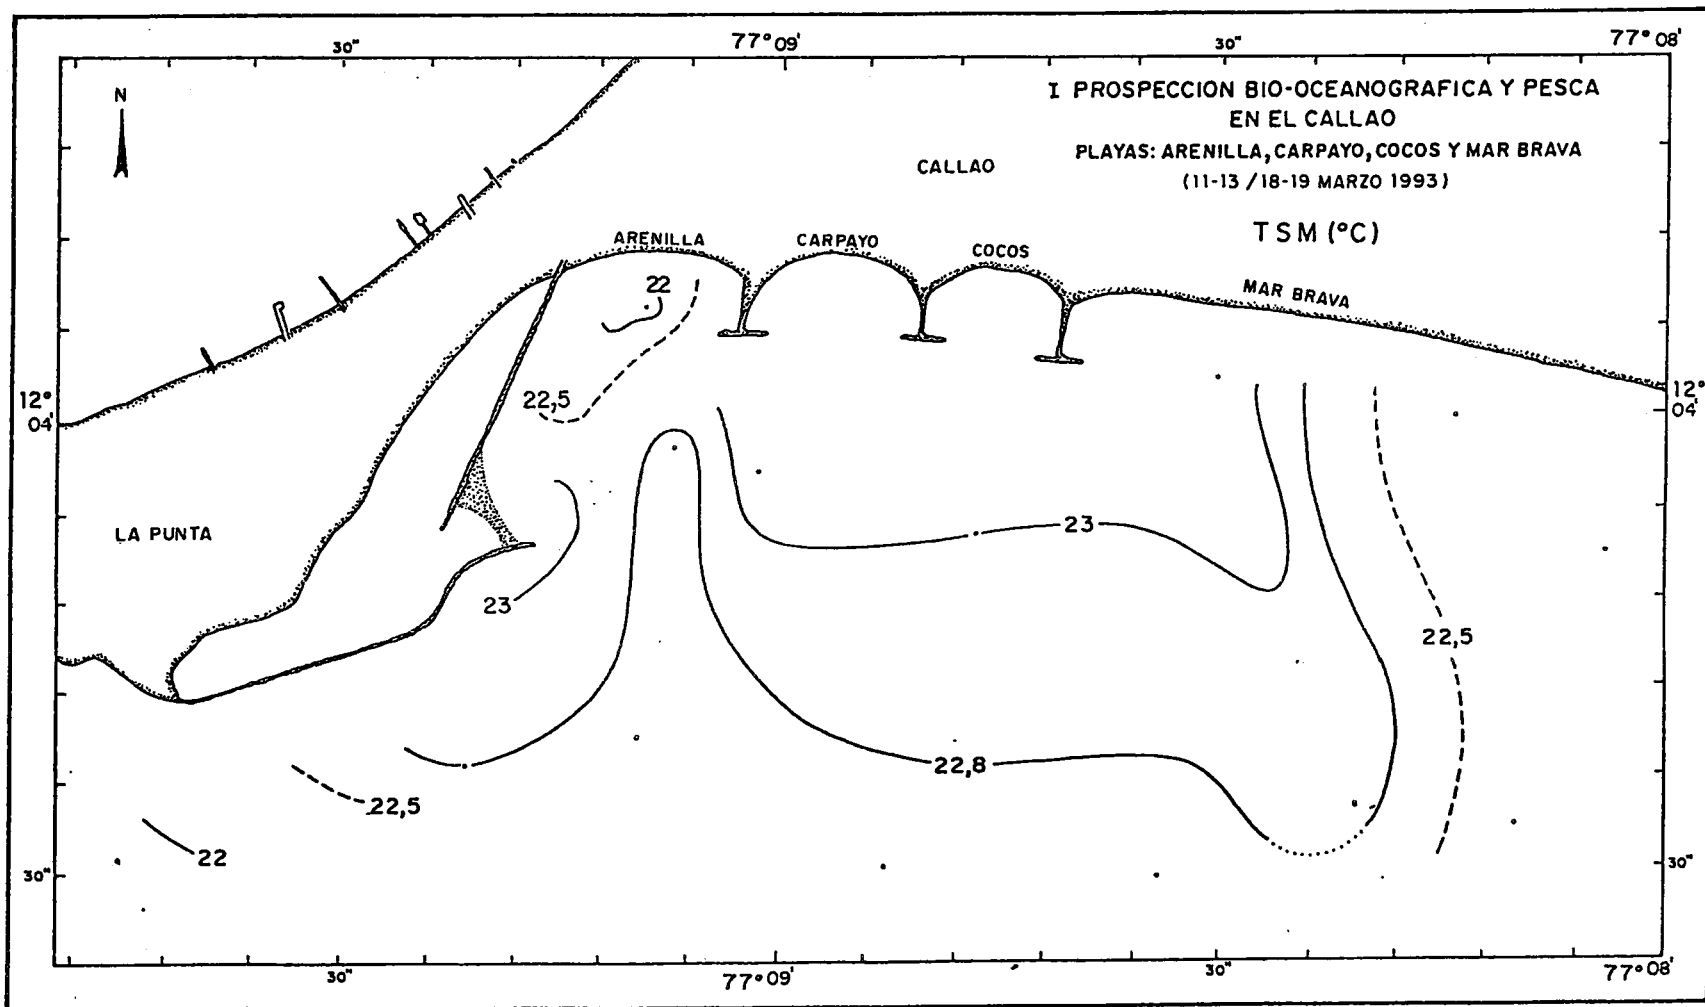 30"
77°09'
30"
77°08'
N
I PROSPECCION BIO-OCEANOGRAFICA Y PESCA
EN EL CALLAO
PLAYAS: ARENILLA, CARPAYO, COCOS Y MAR BRAVA
(11-13 / 18-19 MARZO 1993)
TSM (°C)
CALLAO
ARENILLA
CARPAYO
COCOS
MAR BRAVA
22
22,5
12°
04'
12°
04'
LA PUNTA
23
23
22,5
22,8
22,5
22
30"
30"
30"
77°09'
30"
77°08'